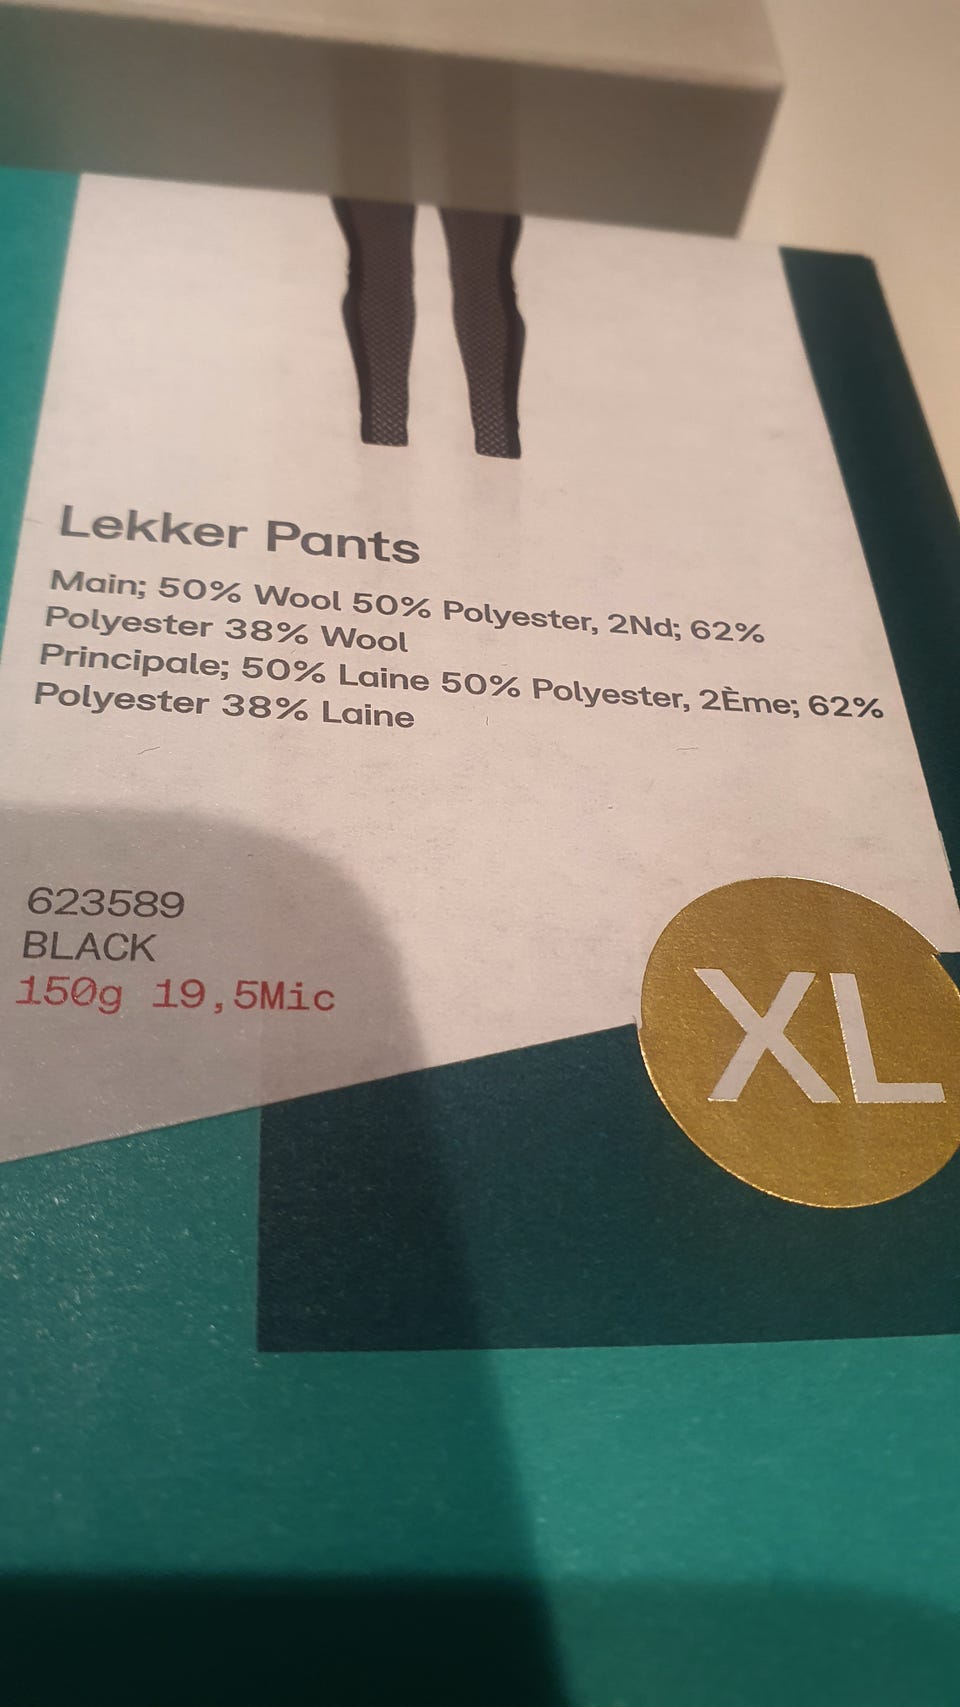 Lekker Pants
Main; 50% Wool 50% Polyester, 2Nd; 62%
Polyester 38% Wool
Principale; 50% Laine 50% Polyester, 2Ème; 62%
Polyester 38% Laine
623589
BLACK
150g 19,5Mic
XL